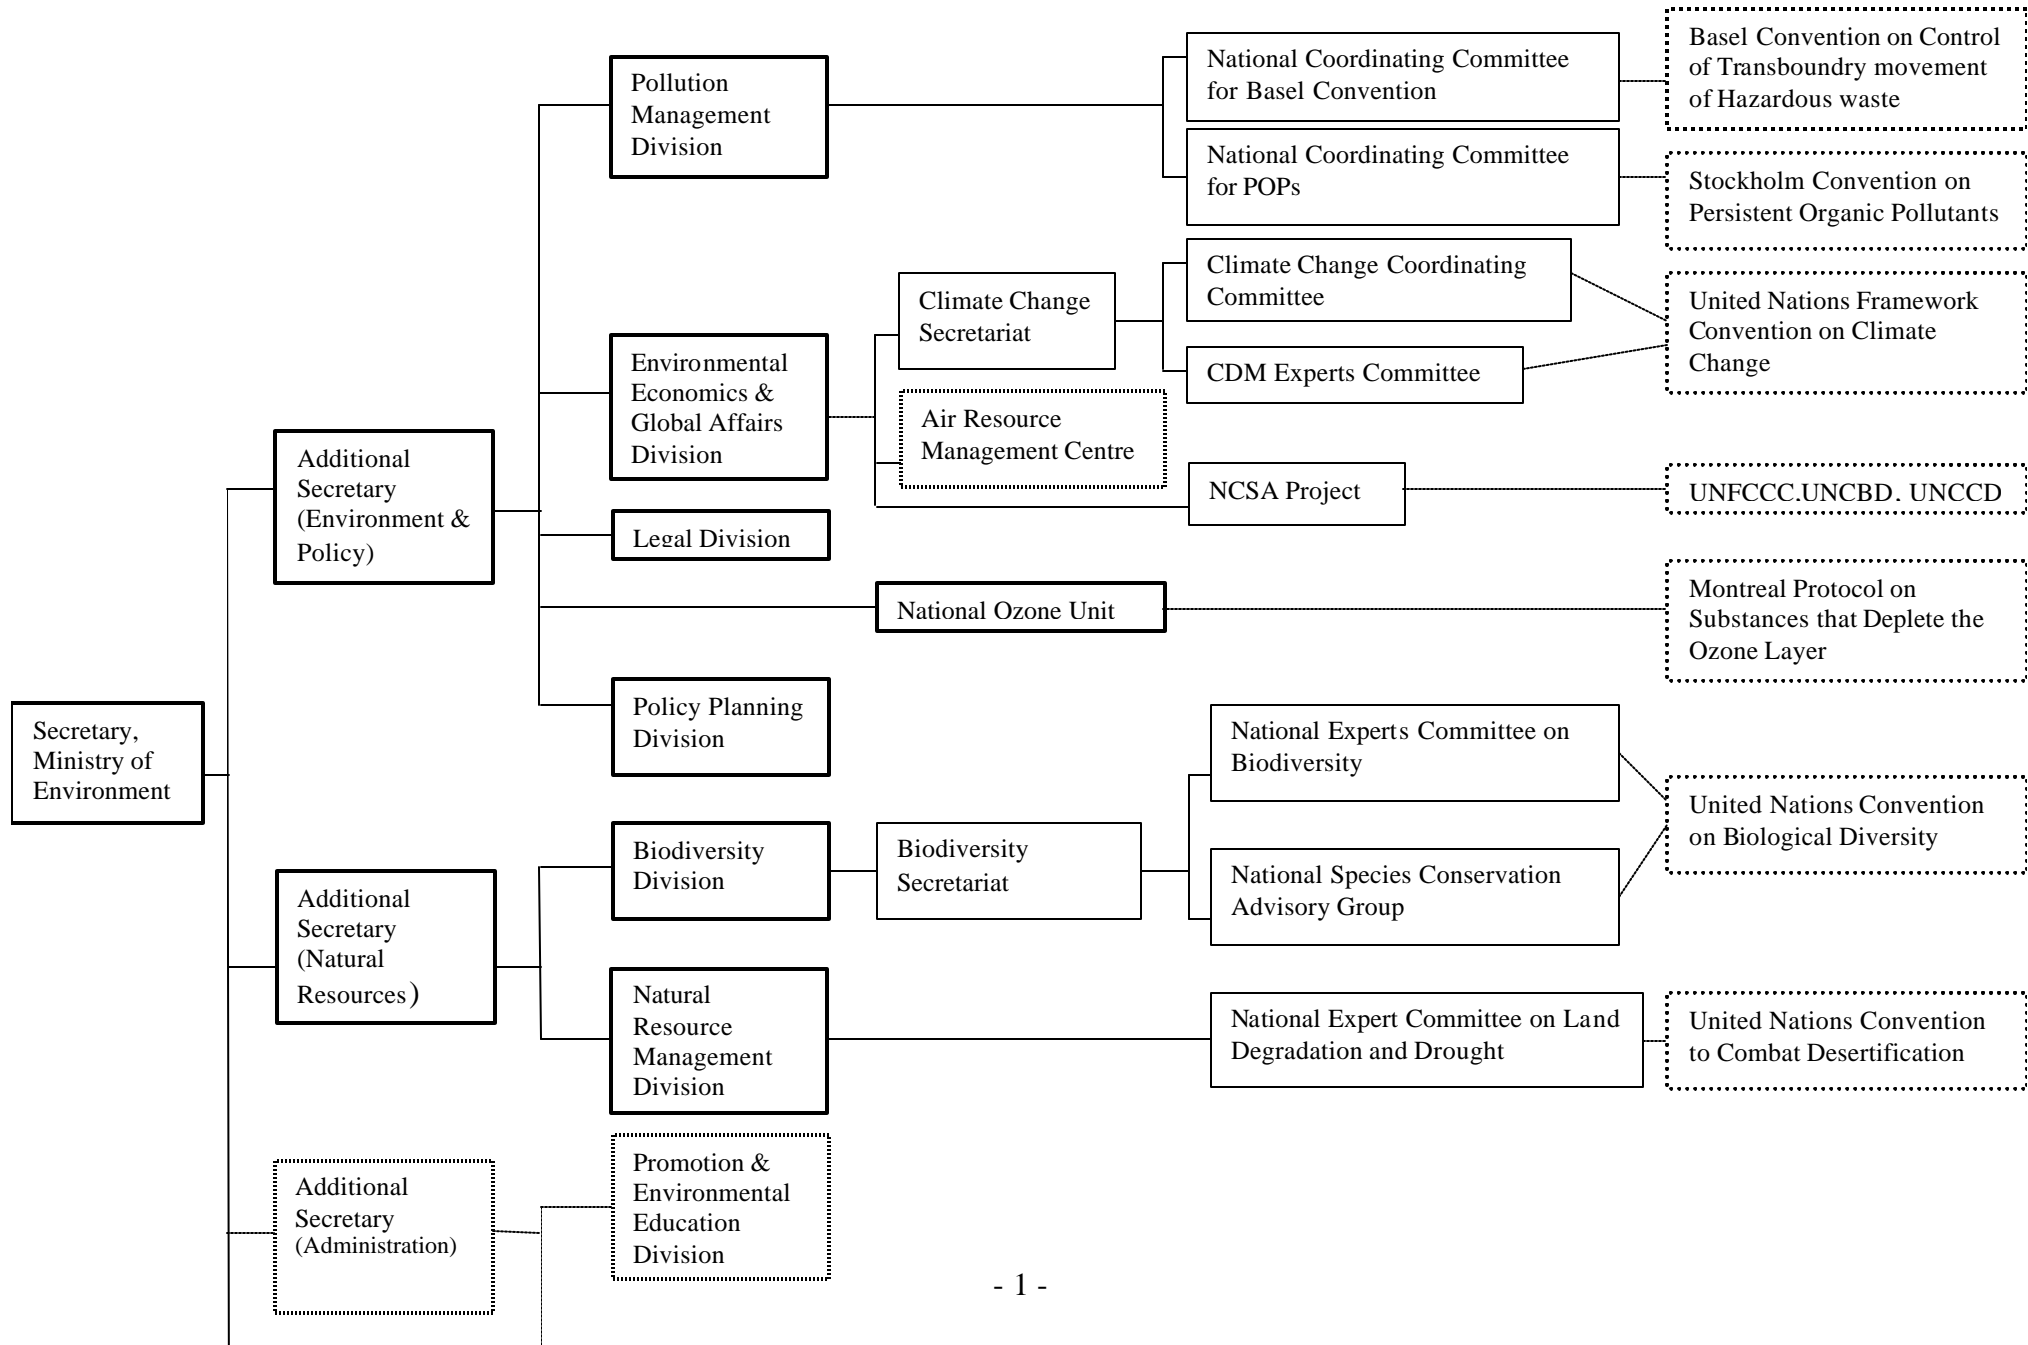 Basel Convention on Control
of Transboundry movement
of Hazardous waste
National Coordinating Committee
for Basel Convention
Pollution
Management
Division
National Coordinating Committee
for POPs
Stockholm Convention on
Persistent Organic Pollutants
Climate Change Coordinating
Committee
Climate Change
Secretariat
United Nations Framework
Convention on Climate
Change
Environmental
Economics &
Global Affairs
Division
CDM Experts Committee
Air Resource
Management Centre
Additional
Secretary
(Environment &
Policy)
NCSA Project
UNFCCC.UNCBD. UNCCD
Legal Division
National Ozone Unit
Montreal Protocol on
Substances that Deplete the
Ozone Layer
Policy Planning
Division
Secretary,
Ministry of
Environment
National Experts Committee on
Biodiversity
United Nations Convention
on Biological Diversity
Biodiversity
Division
Biodiversity
Secretariat
National Species Conservation
Advisory Group
Additional
Secretary
(Natural
Resources)
Natural
Resource
Management
Division
National Expert Committee on Land
Degradation and Drought
United Nations Convention
to Combat Desertification
Additional
Secretary
(Administration)
Promotion &
Environmental
Education
Division
- 1 -